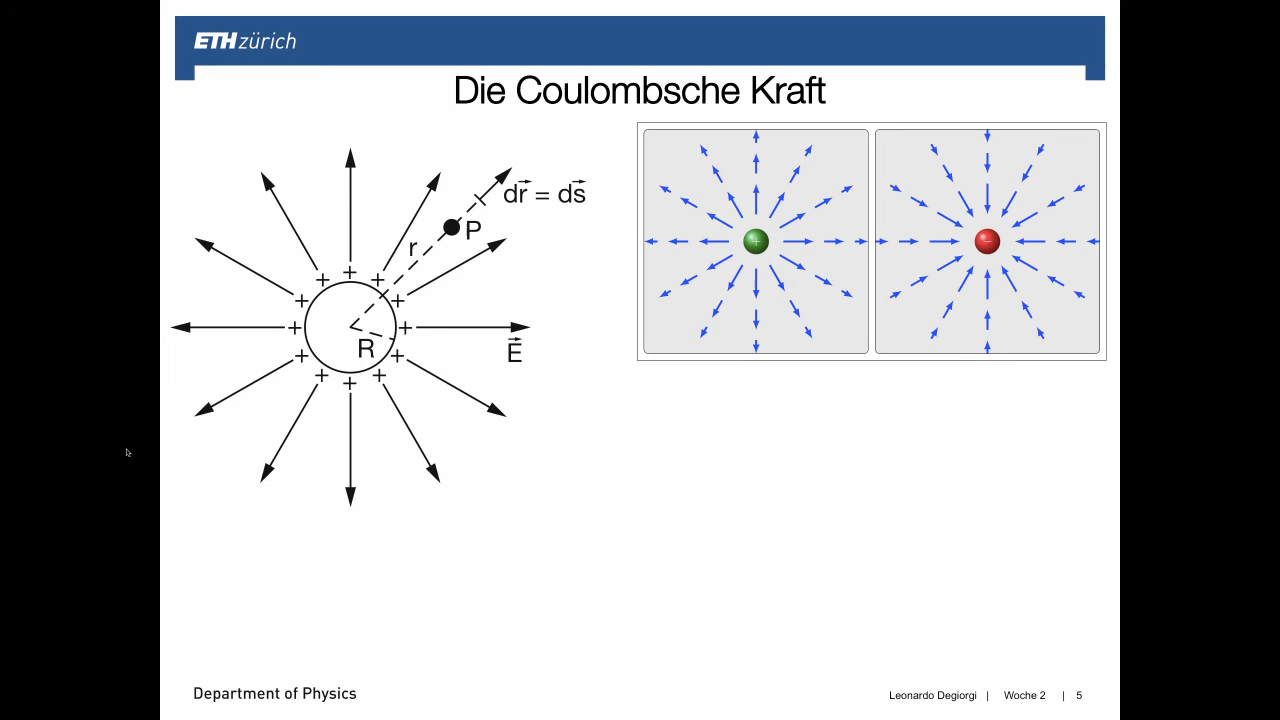 ETH zürich
Die Coulombsche Kraft
dr⃗ = ds⃗
P
r
R
E⃗
+ + + + + + + + + + + +
+
−
Department of Physics
Leonardo Degiorgi | Woche 2 | 5